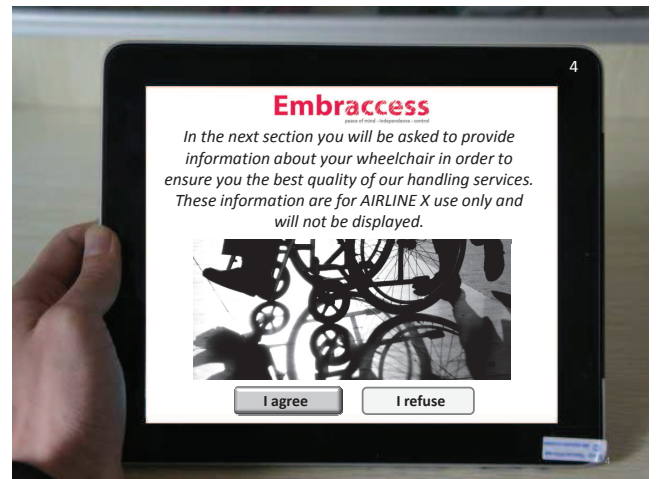 4
Embraccess
peace of mind - independence - control
In the next section you will be asked to provide
information about your wheelchair in order to
ensure you the best quality of our handling services.
These information are for AIRLINE X use only and
will not be displayed.
I agree
I refuse
4